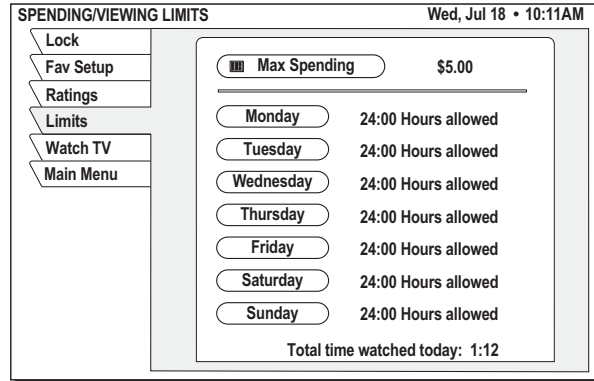 SPENDING/VIEWING LIMITS Wed, Jul 18 • 10:11AM
Lock
Fav Setup
Ratings
Limits
Watch TV
Main Menu
Max Spending $5.00
Monday 24:00 Hours allowed
Tuesday 24:00 Hours allowed
Wednesday 24:00 Hours allowed
Thursday 24:00 Hours allowed
Friday 24:00 Hours allowed
Saturday 24:00 Hours allowed
Sunday 24:00 Hours allowed
Total time watched today: 1:12